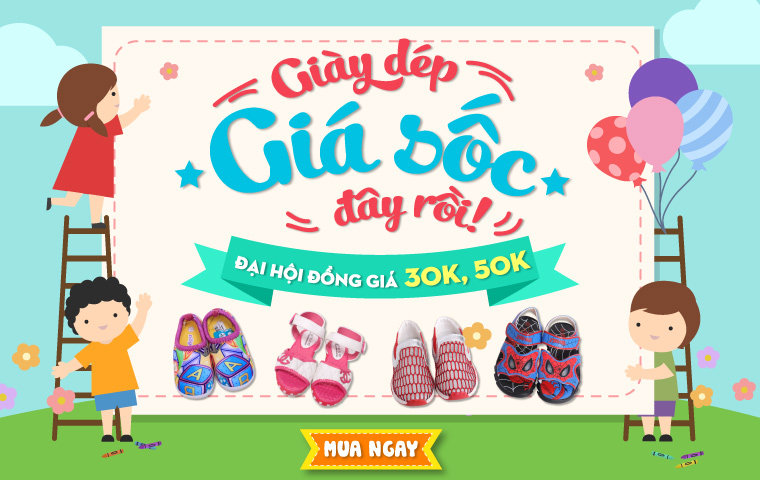 Giày dép
Giá sốc
đây rồi!
ĐẠI HỘI ĐỒNG GIÁ 30K, 50K
MUA NGAY